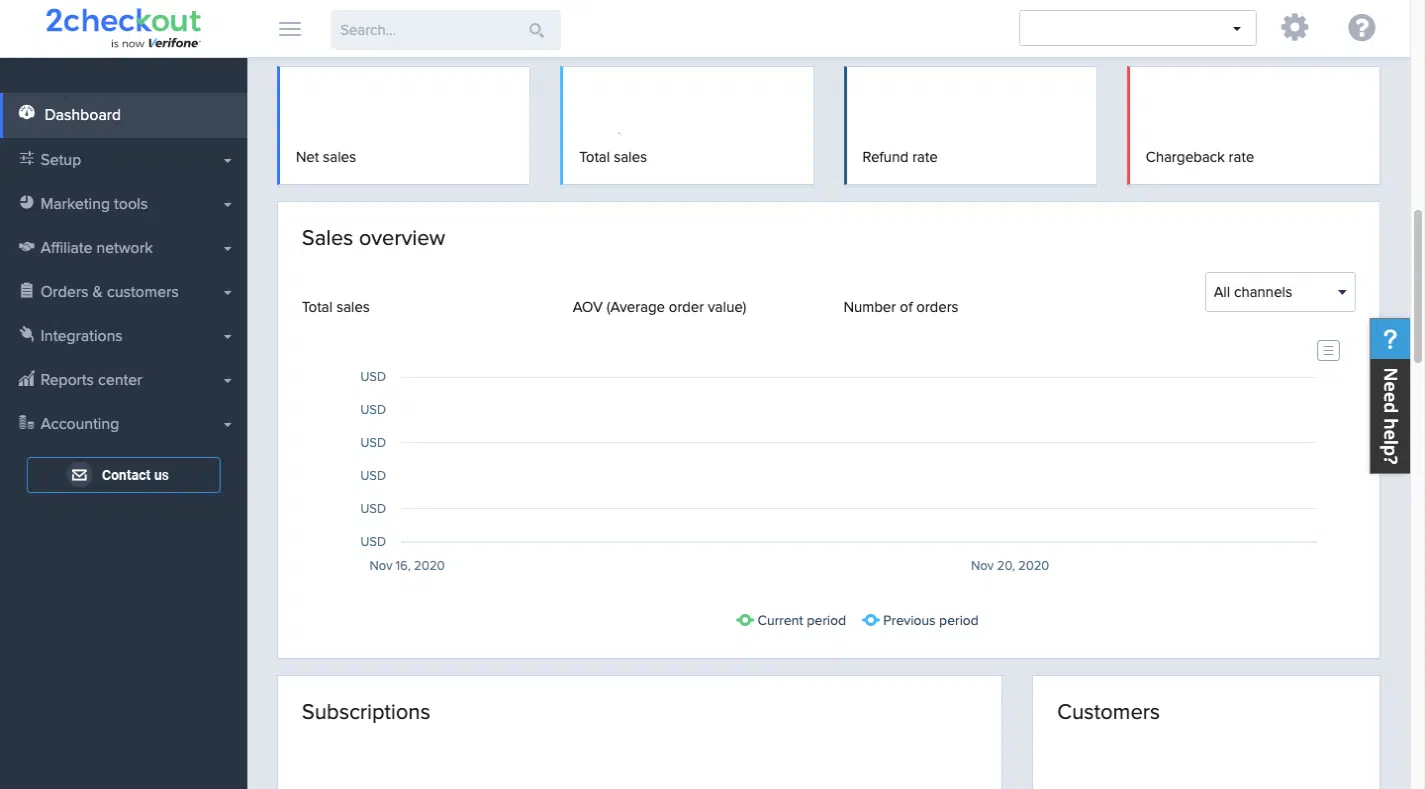 2checkout
is now Verifone
Search...
Dashboard
Setup
Marketing tools
Affiliate network
Orders & customers
Integrations
Reports center
Accounting
Contact us
Net sales
Total sales
Refund rate
Chargeback rate
Sales overview
All channels
Total sales
AOV (Average order value)
Number of orders
USD
USD
USD
USD
USD
USD
Nov 16, 2020
Nov 20, 2020
Current period
Previous period
Subscriptions
Customers
? Need help?